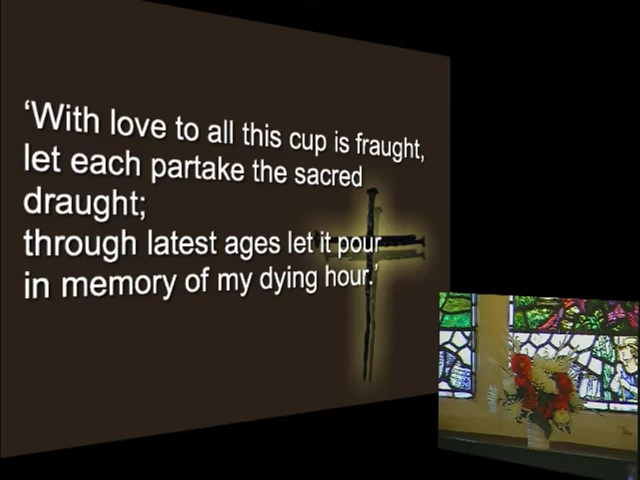 ‘With love to all this cup is fraught,
let each partake the sacred
draught;
through latest ages let it pour
in memory of my dying hour.’